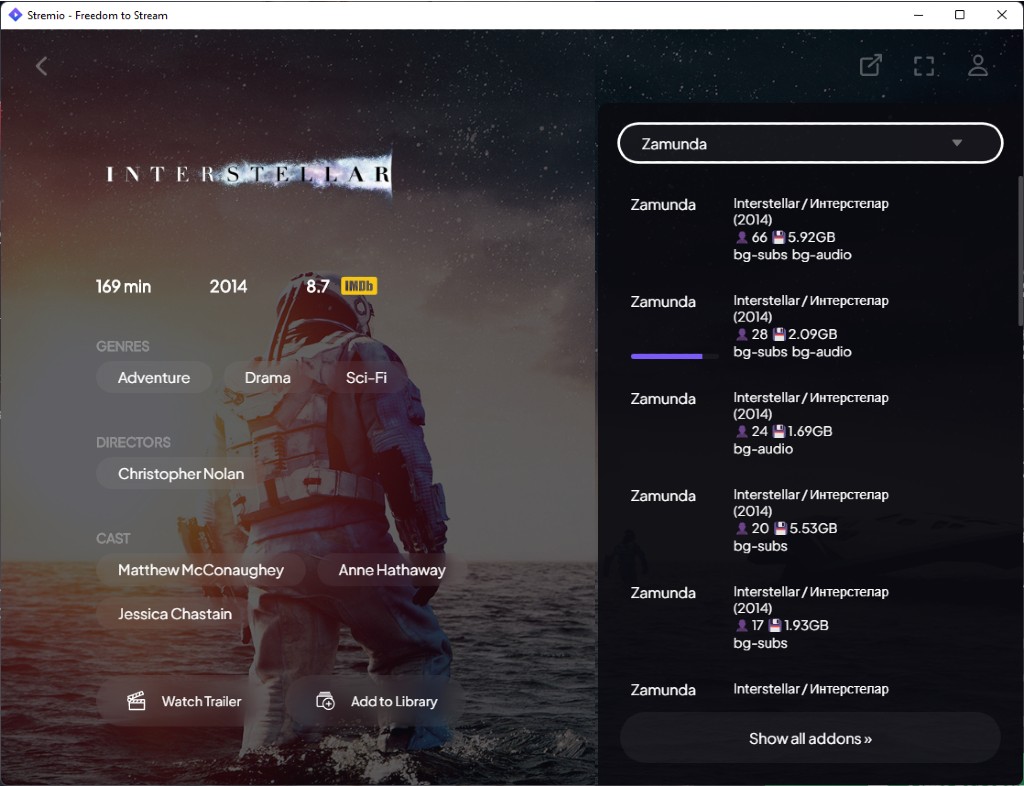 Stremio - Freedom to Stream
INTERSTELLAR
169 min 2014 8.7 IMDb
GENRES
Adventure Drama Sci-Fi
DIRECTORS
Christopher Nolan
CAST
Matthew McConaughey Anne Hathaway
Jessica Chastain
Watch Trailer Add to Library
Zamunda
Zamunda
Interstellar / Интерстелар
(2014)
👤 66 💾 5.92GB
bg-subs bg-audio
Zamunda
Interstellar / Интерстелар
(2014)
👤 28 💾 2.09GB
bg-subs bg-audio
Zamunda
Interstellar / Интерстелар
(2014)
👤 24 💾 1.69GB
bg-audio
Zamunda
Interstellar / Интерстелар
(2014)
👤 20 💾 5.53GB
bg-subs
Zamunda
Interstellar / Интерстелар
(2014)
👤 17 💾 1.93GB
bg-subs
Zamunda
Interstellar / Интерстелар
Show all addons »